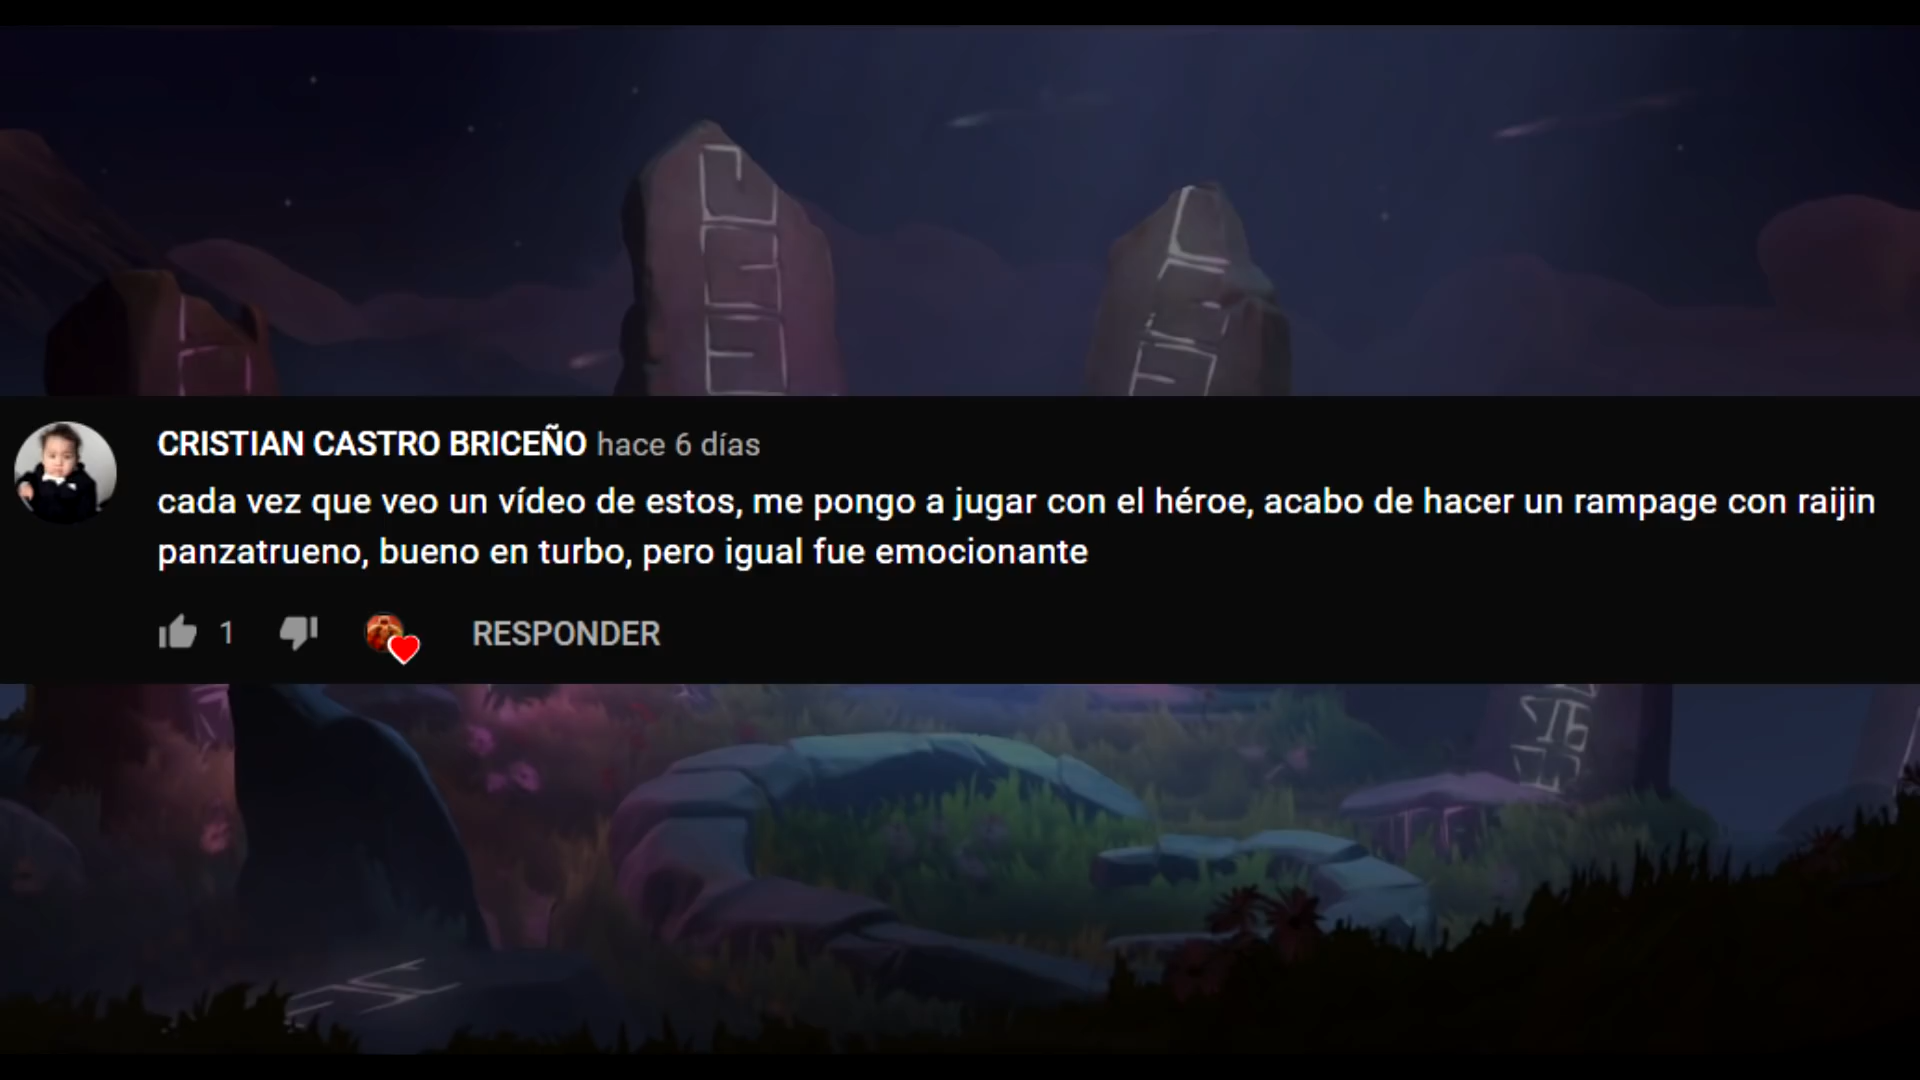 CRISTIAN CASTRO BRICEÑO hace 6 días
cada vez que veo un vídeo de estos, me pongo a jugar con el héroe, acabo de hacer un rampage con raijin
panzatrueno, bueno en turbo, pero igual fue emocionante
1 RESPONDER